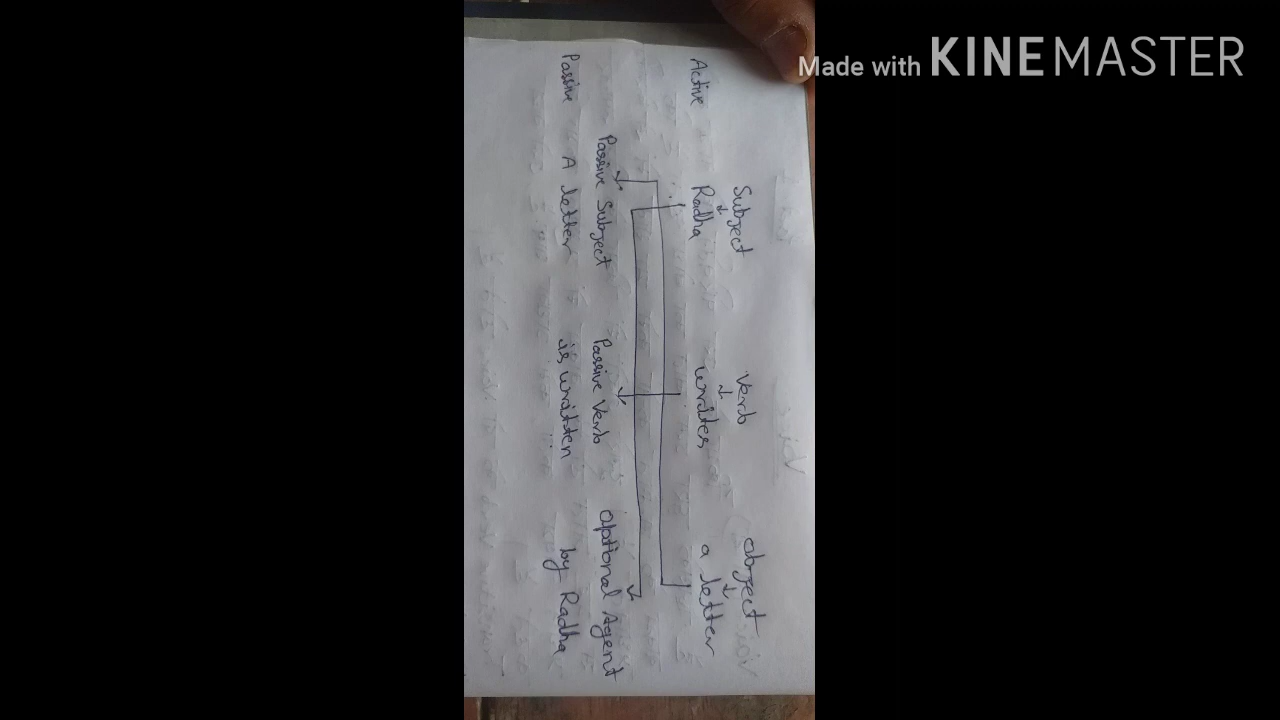 Made with KINEMASTER
Subject Verb Object
Active Radha writes a letter
Passive Subject Passive Verb Optional Agent
Passive A letter is written by Radha